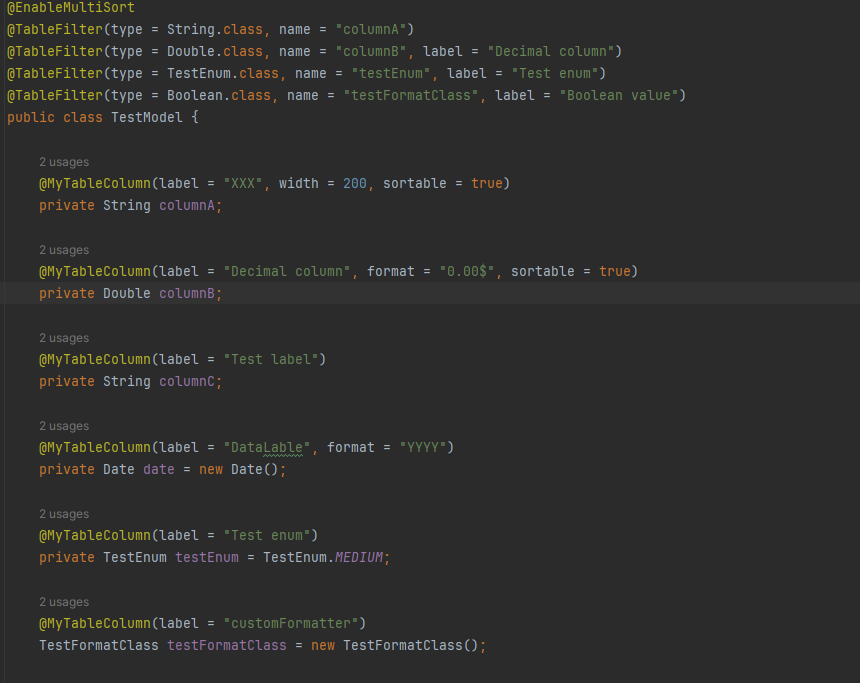 @EnableMultiSort
@TableFilter(type = String.class, name = "columnA")
@TableFilter(type = Double.class, name = "columnB", label = "Decimal column")
@TableFilter(type = TestEnum.class, name = "testEnum", label = "Test enum")
@TableFilter(type = Boolean.class, name = "testFormatClass", label = "Boolean value")
public class TestModel {
2 usages
@MyTableColumn(label = "XXX", width = 200, sortable = true)
private String columnA;
2 usages
@MyTableColumn(label = "Decimal column", format = "0.00$", sortable = true)
private Double columnB;
2 usages
@MyTableColumn(label = "Test label")
private String columnC;
2 usages
@MyTableColumn(label = "DataLable", format = "YYYY")
private Date date = new Date();
2 usages
@MyTableColumn(label = "Test enum")
private TestEnum testEnum = TestEnum.MEDIUM;
2 usages
@MyTableColumn(label = "customFormatter")
TestFormatClass testFormatClass = new TestFormatClass();